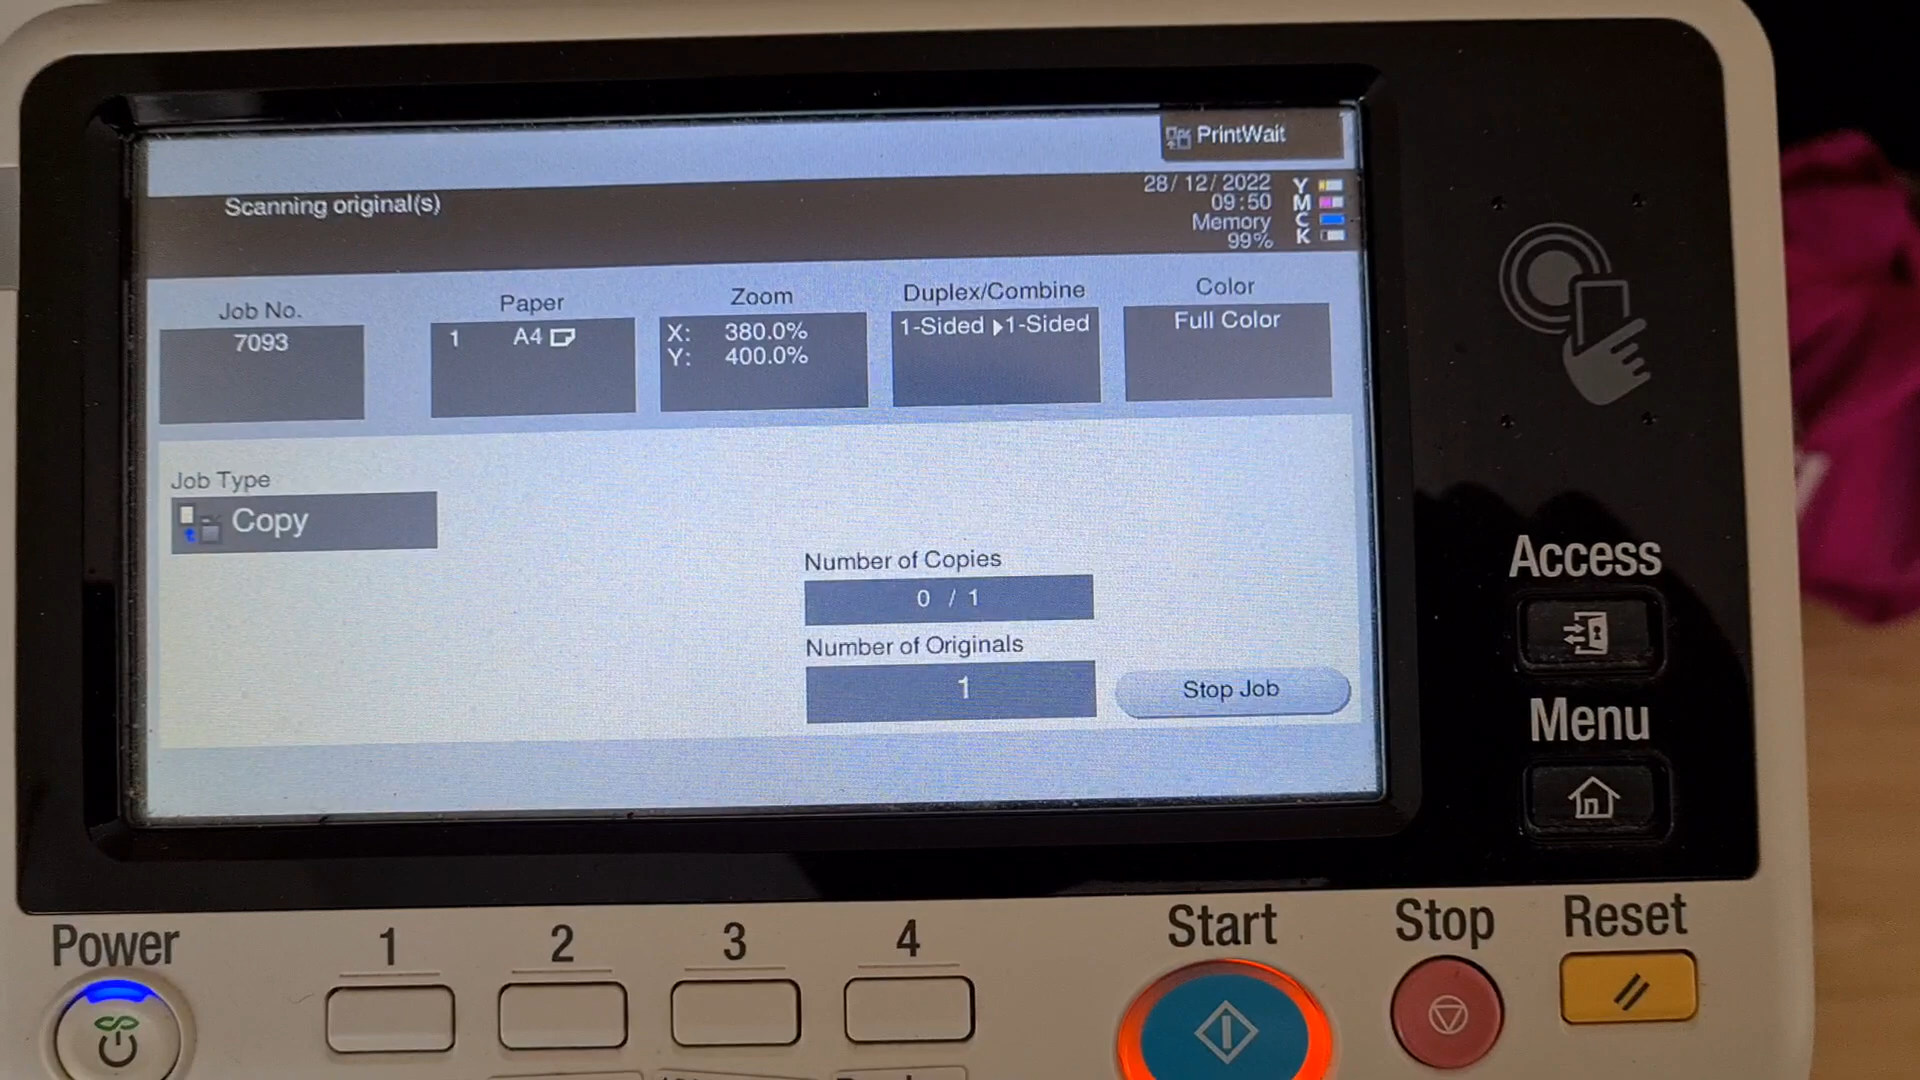 PrintWait
Scanning original(s)
28/12/2022
09:50
Memory
99%
Y
M
C
K
Job No.
7093
Paper
1 A4
Zoom
X: 380.0%
Y: 400.0%
Duplex/Combine
1-Sided ▶1-Sided
Color
Full Color
Job Type
Copy
Number of Copies
0 / 1
Number of Originals
1
Stop Job
Access
Menu
Power
1
2
3
4
Start
Stop
Reset